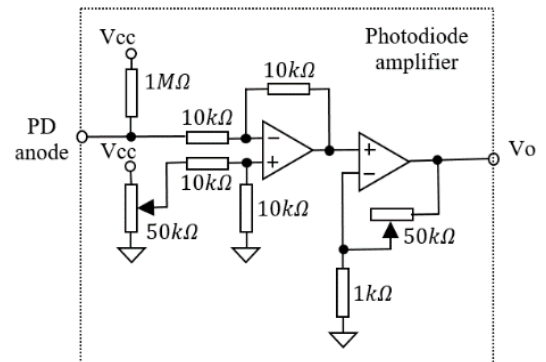 Vcc
Photodiode
amplifier
1MΩ
10kΩ
10kΩ
PD
anode
Vcc
10kΩ
−
+
+
−
Vo
50kΩ
10kΩ
50kΩ
1kΩ